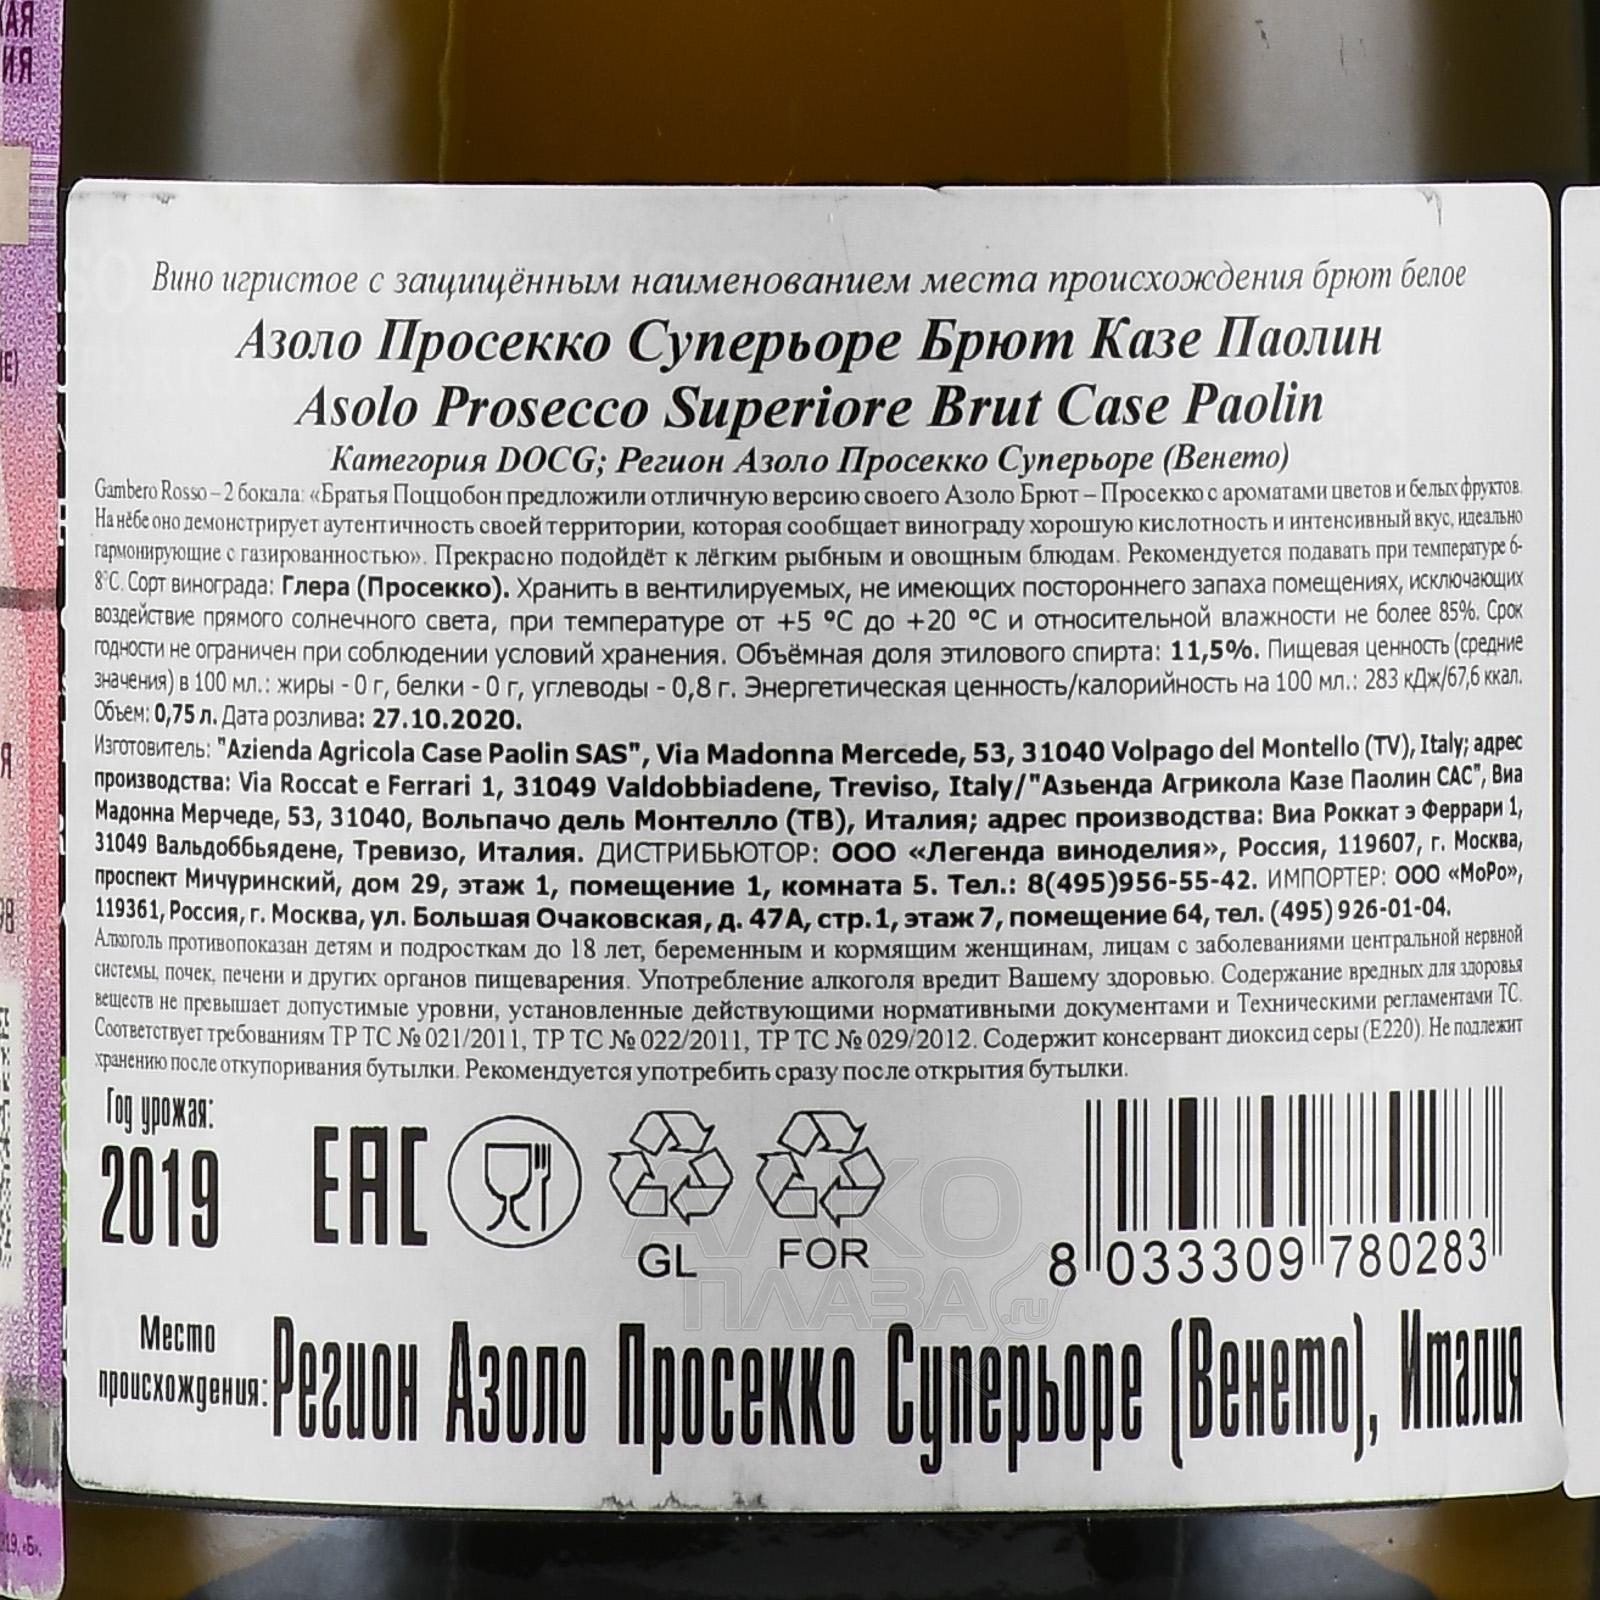 Вино игристое с защищённым наименованием места происхождения брют белое
Азоло Просекко Суперьоре Брют Казе Паолин
Asolo Prosecco Superiore Brut Case Paolin
Категория DOCG; Регион Азоло Просекко Суперьоре (Венето)
Gambero Rosso – 2 бокала: «Братья Поццобон предложили отличную версию своего Азоло Брют – Просекко с ароматами цветов и белых фруктов.
На нёбе оно демонстрирует аутентичность своей территории, которая сообщает винограду хорошую кислотность и интенсивный вкус, идеально
гармонирующие с газированностью». Прекрасно подойдёт к лёгким рыбным и овощным блюдам. Рекомендуется подавать при температуре 6-
8°С. Сорт винограда: Глера (Просекко). Хранить в вентилируемых, не имеющих постороннего запаха помещениях, исключающих
воздействие прямого солнечного света, при температуре от +5 °С до +20 °С и относительной влажности не более 85%. Срок
годности не ограничен при соблюдении условий хранения. Объёмная доля этилового спирта: 11,5%. Пищевая ценность (средние
значения) в 100 мл.: жиры - 0 г, белки - 0 г, углеводы - 0,8 г. Энергетическая ценность/калорийность на 100 мл.: 283 кДж/67,6 ккал.
Объем: 0,75 л. Дата розлива: 27.10.2020.
Изготовитель: "Azienda Agricola Case Paolin SAS", Via Madonna Mercede, 53, 31040 Volpago del Montello (TV), Italy; адрес
производства: Via Roccat e Ferrari 1, 31049 Valdobbiadene, Treviso, Italy/"Азьенда Агрикола Казе Паолин САС", Виа
Мадонна Мерчеде, 53, 31040, Вольпачо дель Монтелло (ТВ), Италия; адрес производства: Виа Роккат э Феррари 1,
31049 Вальдоббьядене, Тревизо, Италия. ДИСТРИБЬЮТОР: ООО «Легенда виноделия», Россия, 119607, г. Москва,
проспект Мичуринский, дом 29, этаж 1, помещение 1, комната 5. Тел.: 8(495)956-55-42. ИМПОРТЕР: ООО «МоРо»,
119361, Россия, г. Москва, ул. Большая Очаковская, д. 47А, стр.1, этаж 7, помещение 64, тел. (495) 926-01-04.
Алкоголь противопоказан детям и подросткам до 18 лет, беременным и кормящим женщинам, лицам с заболеваниями центральной нервной
системы, почек, печени и других органов пищеварения. Употребление алкоголя вредит Вашему здоровью. Содержание вредных для здоровья
веществ не превышает допустимые уровни, установленные действующими нормативными документами и Техническими регламентами ТС.
Соответствует требованиям ТР ТС № 021/2011, ТР ТС № 022/2011, ТР ТС № 029/2012. Содержит консервант диоксид серы (Е220). Не подлежит
хранению после откупоривания бутылки. Рекомендуется употребить сразу после открытия бутылки.
Год урожая:
2019
EAC
GL
FOR
8 033309 780283
АЛКО
ПЛАЗА.ru
Место
происхождения: Регион Азоло Просекко Суперьоре (Венето), Италия